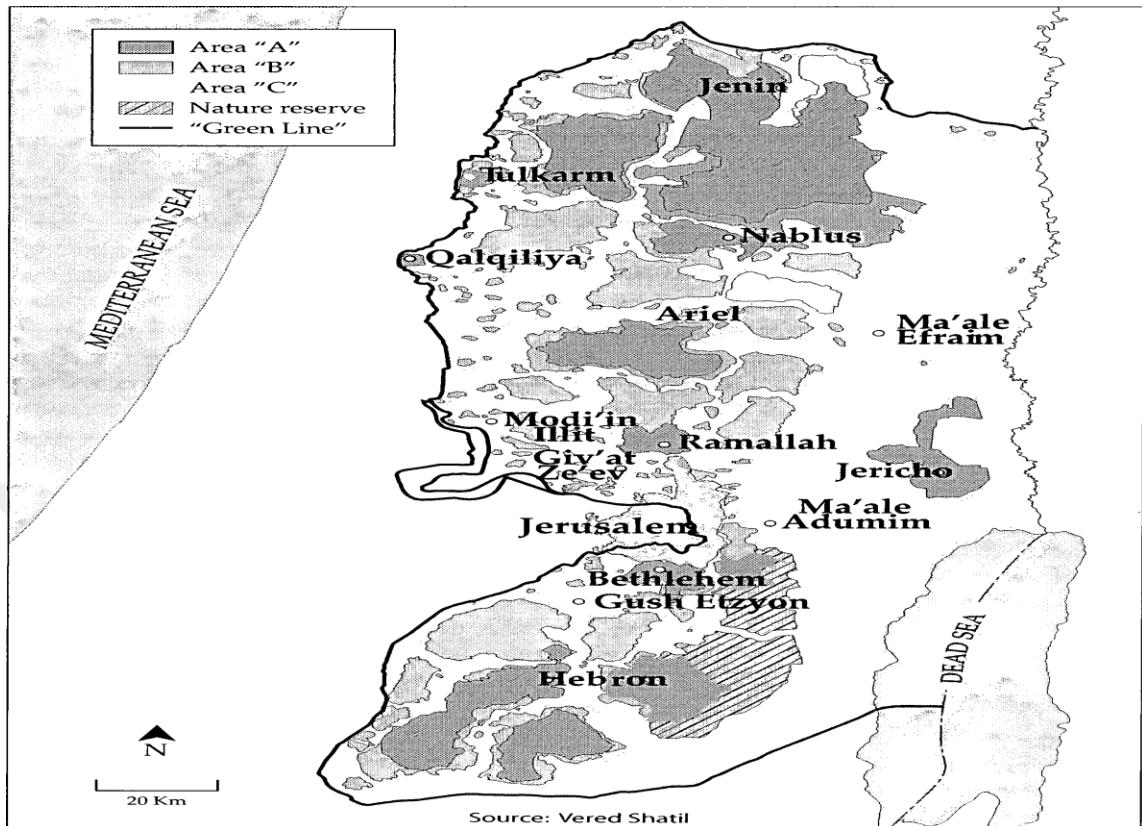 Area "A"
Area "B"
Area "C"
Nature reserve
"Green Line"
MEDITERRANEAN SEA
Jenin
Tulkarm
Nablus
Qalqiliya
Ariel
Ma'ale
Efraim
Modi'in
Illit
Ramallah
Giv'at
Ze'ev
Jericho
Ma'ale
Adumim
Jerusalem
Bethlehem
Gush Etzyon
Hebron
DEAD SEA
N
20 Km
Source: Vered Shatil